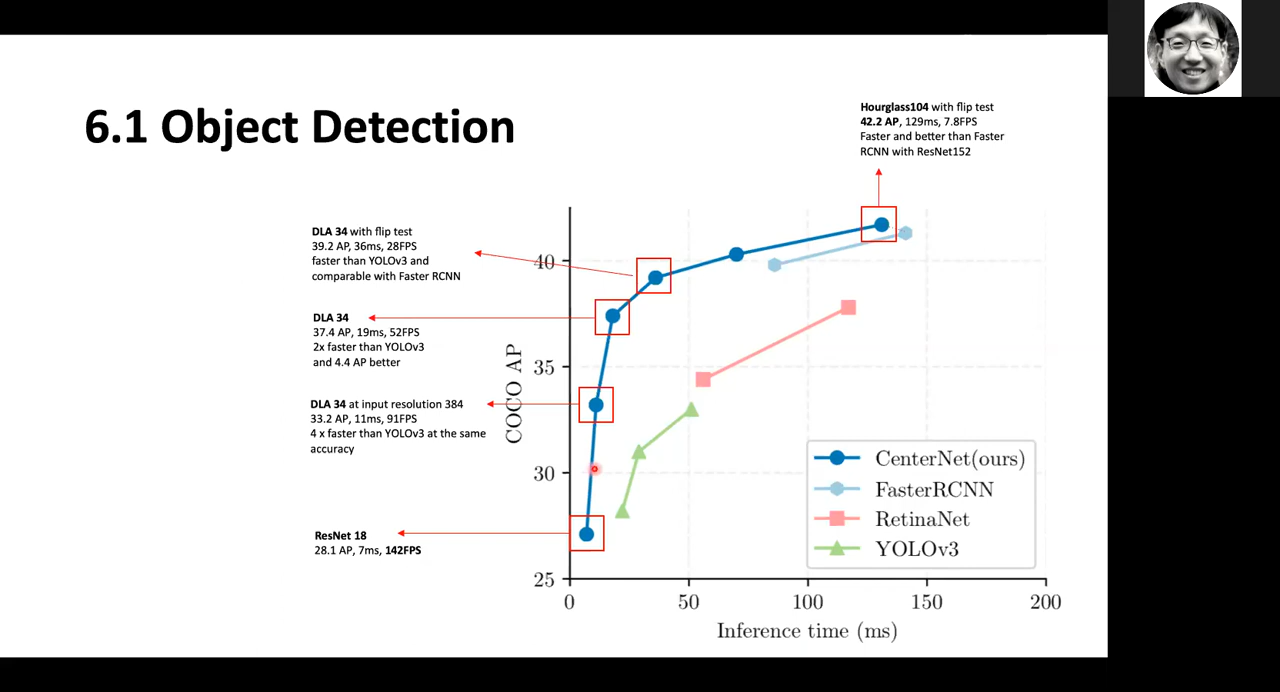 6.1 Object Detection
Hourglass104 with flip test
42.2 AP, 129ms, 7.8FPS
Faster and better than Faster
RCNN with ResNet152
DLA 34 with flip test
39.2 AP, 36ms, 28FPS
faster than YOLOv3 and
comparable with Faster RCNN
DLA 34
37.4 AP, 19ms, 52FPS
2x faster than YOLOv3
and 4.4 AP better
DLA 34 at input resolution 384
33.2 AP, 11ms, 91FPS
4 x faster than YOLOv3 at the same
accuracy
ResNet 18
28.1 AP, 7ms, 142FPS
COCO AP
40
35
30
25
0 50 100 150 200
Inference time (ms)
CenterNet(ours)
FasterRCNN
RetinaNet
YOLOv3